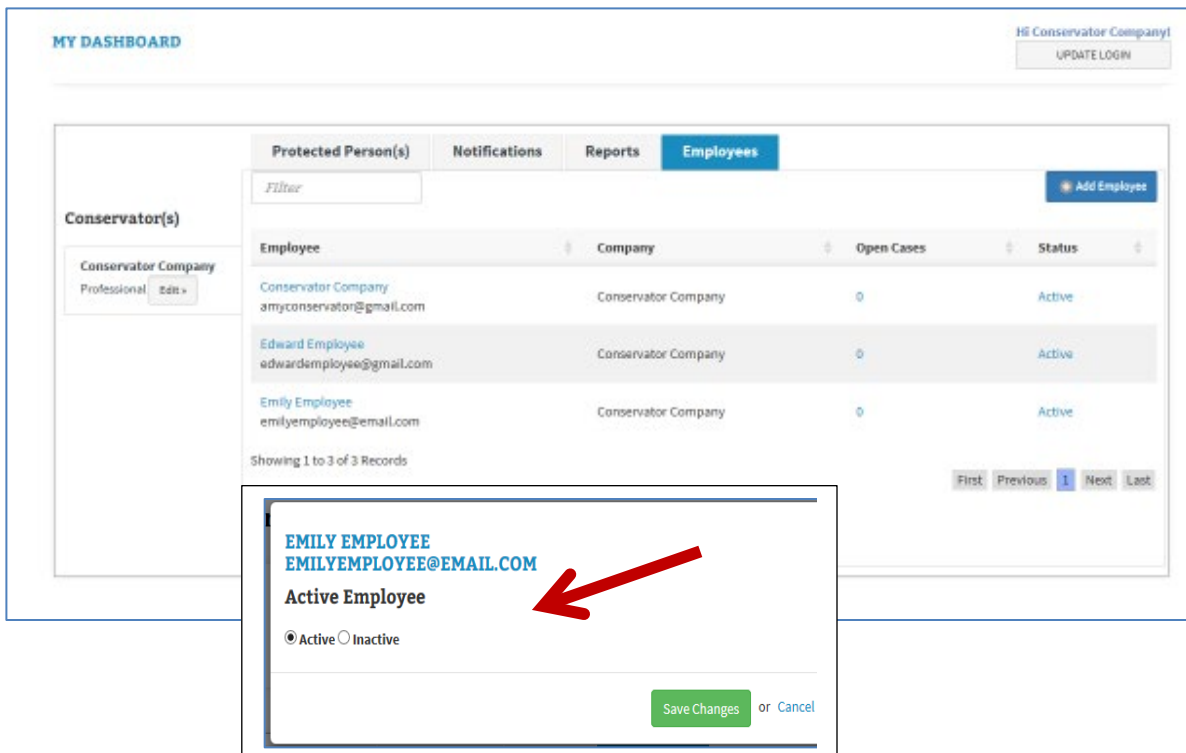 MY DASHBOARD
Hi Conservator Company!
UPDATE LOGIN
Protected Person(s) Notifications Reports Employees
Filter
Add Employee
Conservator(s)
Conservator Company
Professional Edit »
Employee Company Open Cases Status
Conservator Company
amyconservator@gmail.com Conservator Company 0 Active
Edward Employee
edwardemployee@gmail.com Conservator Company 0 Active
Emily Employee
emilyemployee@email.com Conservator Company 0 Active
Showing 1 to 3 of 3 Records
First Previous 1 Next Last
EMILY EMPLOYEE
EMILYEMPLOYEE@EMAIL.COM
Active Employee
Active Inactive
Save Changes or Cancel